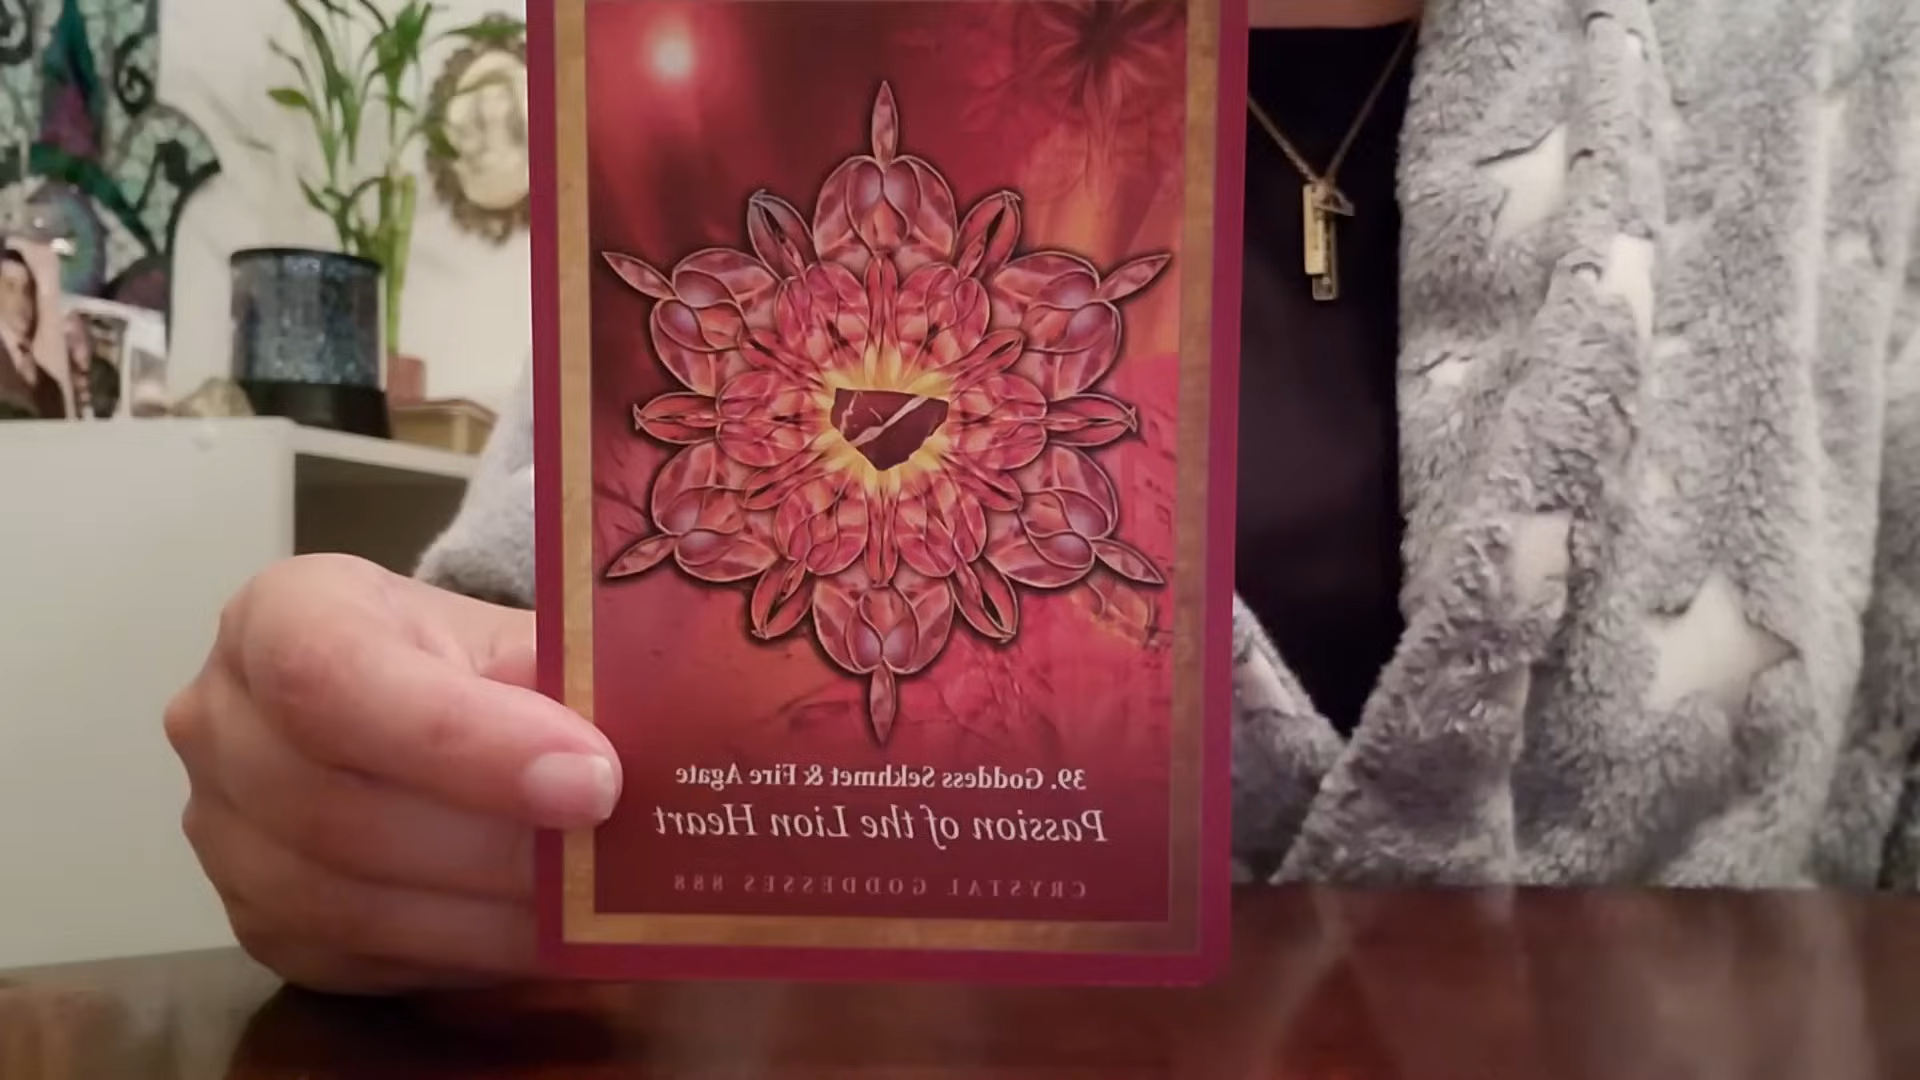 39. Goddess Sekhmet & Fire Agate
Passion of the Lion Heart
CRYSTAL GODDESSES 888